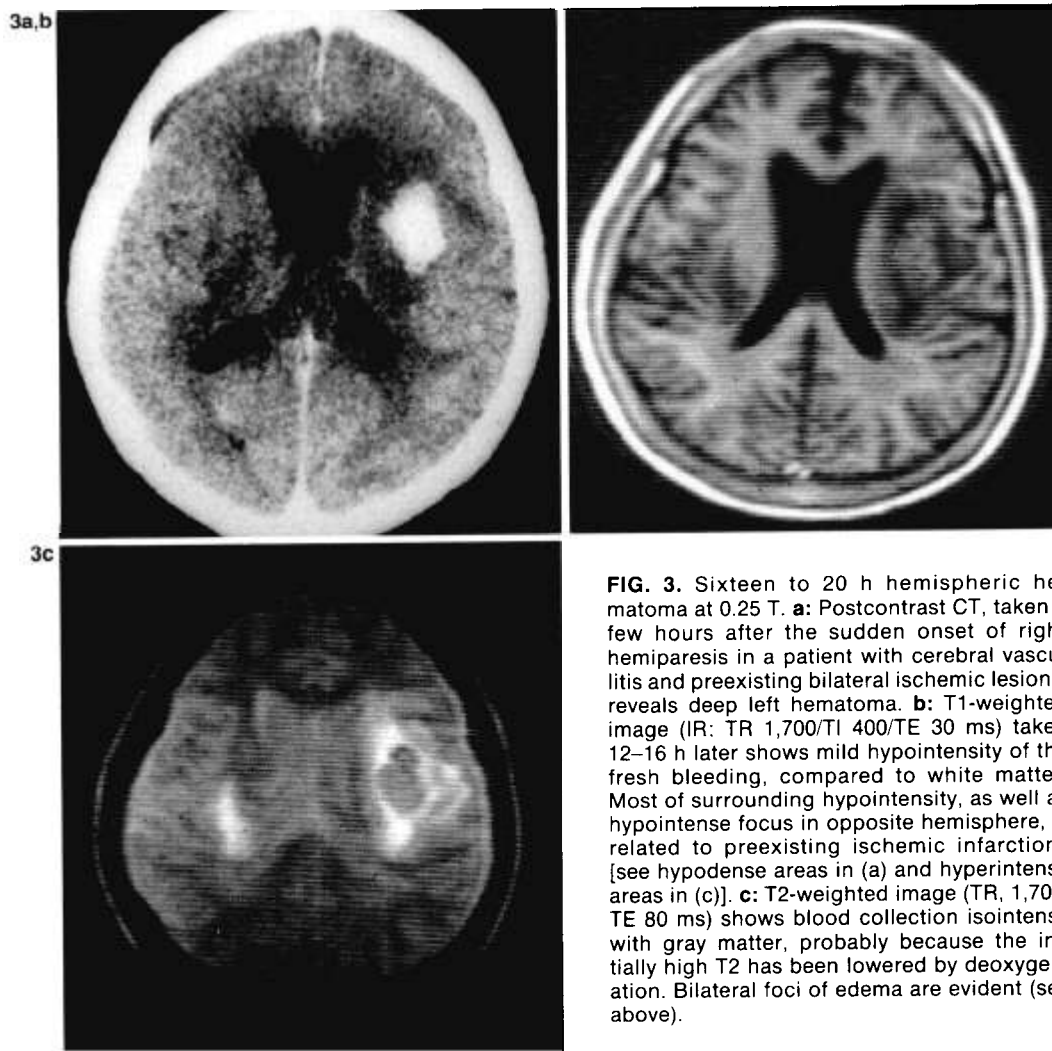 3a,b
3c
FIG. 3. Sixteen to 20 h hemispheric he
matoma at 0.25 T. a: Postcontrast CT, taken
few hours after the sudden onset of righ
hemiparesis in a patient with cerebral vascu
litis and preexisting bilateral ischemic lesion
reveals deep left hematoma. b: T1-weighte
image (IR: TR 1,700/TI 400/TE 30 ms) take
12–16 h later shows mild hypointensity of th
fresh bleeding, compared to white matte
Most of surrounding hypointensity, as well a
hypointense focus in opposite hemisphere,
related to preexisting ischemic infarction
[see hypodense areas in (a) and hyperintens
areas in (c)]. c: T2-weighted image (TR, 1,70
TE 80 ms) shows blood collection isointens
with gray matter, probably because the in
tially high T2 has been lowered by deoxyge
ation. Bilateral foci of edema are evident (se
above).